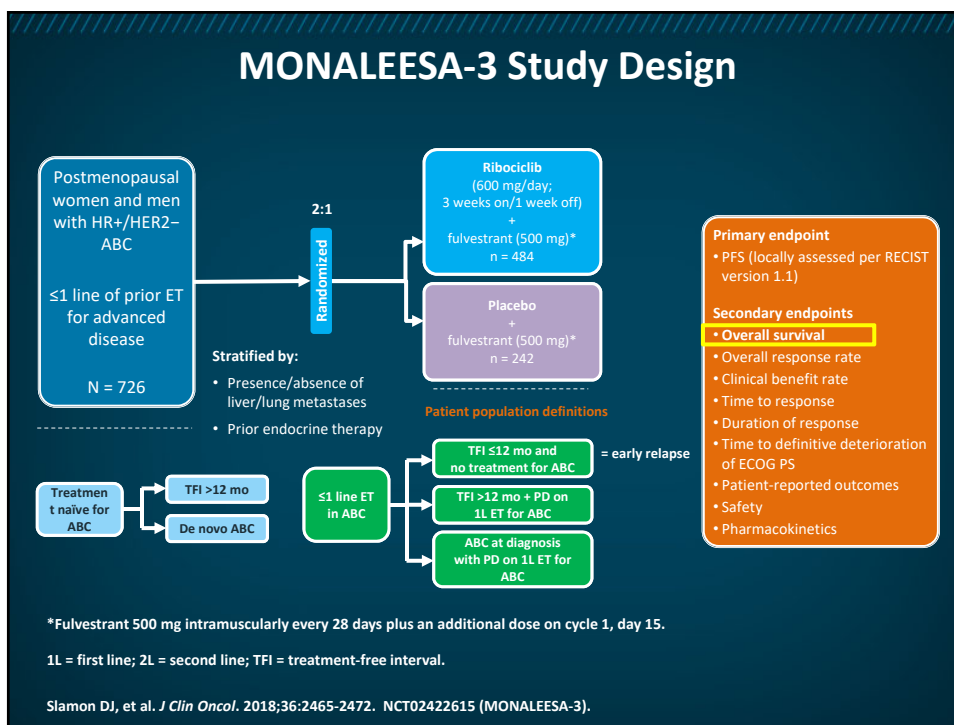 MONALEESA-3 Study Design
Postmenopausal
women and men
with HR+/HER2−
ABC
≤1 line of prior ET
for advanced
disease
N = 726
2:1
Randomized
Stratified by:
• Presence/absence of
liver/lung metastases
• Prior endocrine therapy
Ribociclib
(600 mg/day;
3 weeks on/1 week off)
+
fulvestrant (500 mg)*
n = 484
Placebo
+
fulvestrant (500 mg)*
n = 242
Primary endpoint
• PFS (locally assessed per RECIST
version 1.1)
Secondary endpoints
• Overall survival
• Overall response rate
• Clinical benefit rate
• Time to response
• Duration of response
• Time to definitive deterioration
of ECOG PS
• Patient-reported outcomes
• Safety
• Pharmacokinetics
Patient population definitions
Treatmen
t naïve for
ABC
TFI >12 mo
De novo ABC
≤1 line ET
in ABC
TFI ≤12 mo and
no treatment for ABC
= early relapse
TFI >12 mo + PD on
1L ET for ABC
ABC at diagnosis
with PD on 1L ET for
ABC
*Fulvestrant 500 mg intramuscularly every 28 days plus an additional dose on cycle 1, day 15.
1L = first line; 2L = second line; TFI = treatment-free interval.
Slamon DJ, et al. J Clin Oncol. 2018;36:2465-2472. NCT02422615 (MONALEESA-3).